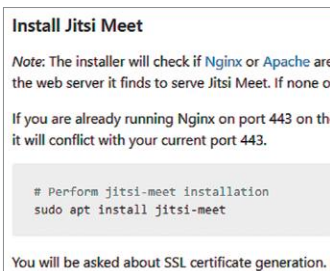 Install Jitsi Meet
Note: The installer will check if Nginx or Apache are
the web server it finds to serve Jitsi Meet. If none o
If you are already running Nginx on port 443 on th
it will conflict with your current port 443.
# Perform jitsi-meet installation
sudo apt install jitsi-meet
You will be asked about SSL certificate generation.